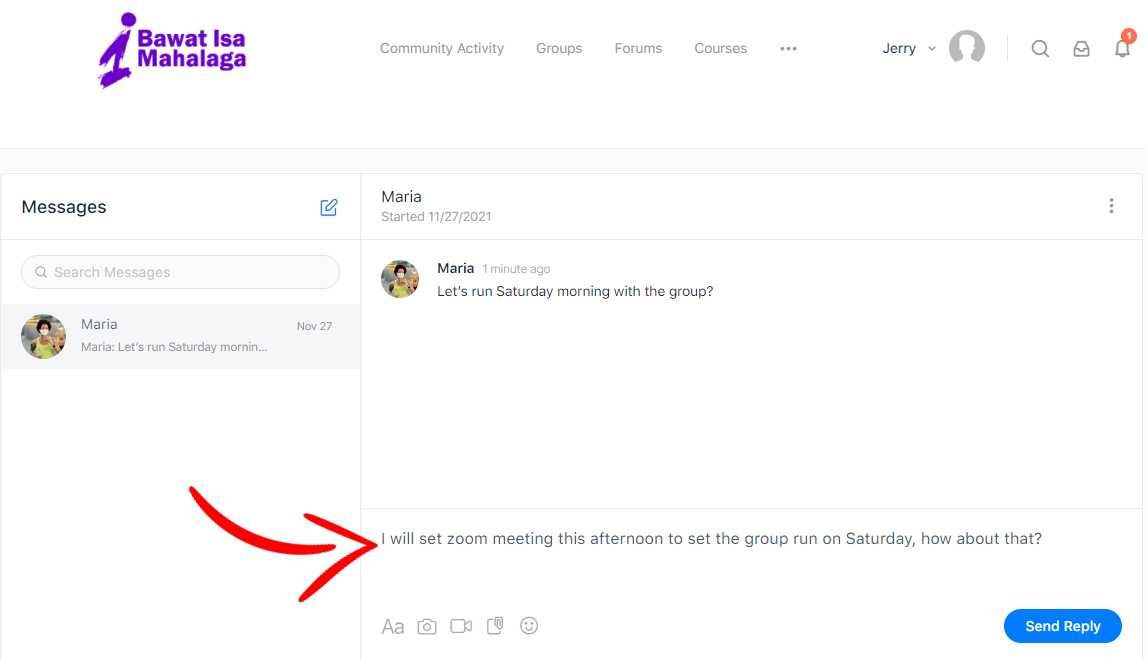 Bawat Isa
Mahalaga
Community Activity Groups Forums Courses Jerry 1
Messages
Search Messages
Maria Nov 27
Maria: Let's run Saturday mornin...
Maria
Started 11/27/2021
Maria 1 minute ago
Let's run Saturday morning with the group?
I will set zoom meeting this afternoon to set the group run on Saturday, how about that?
Aa
Send Reply